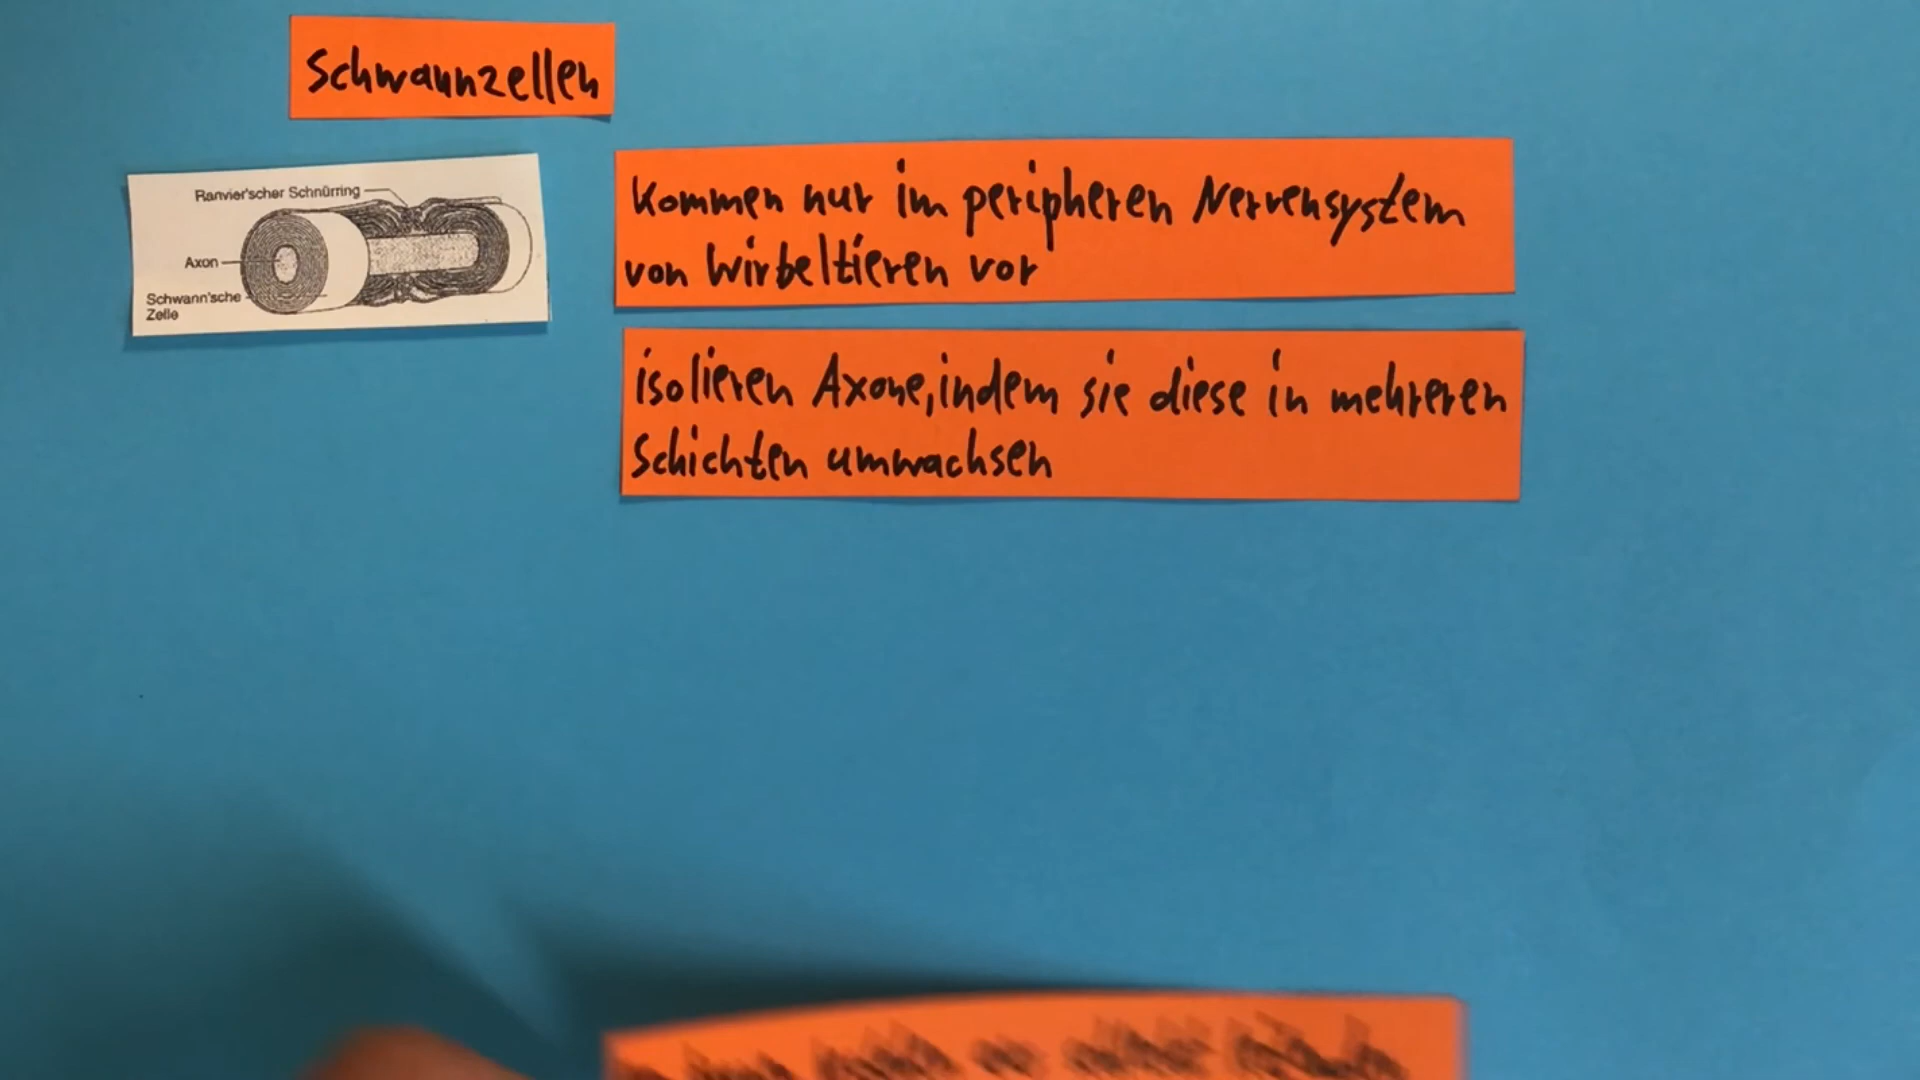 Schwannzellen
Ranvier'scher Schnürring
Axon
Schwann'sche
Zelle
Kommen nur im peripheren Nervensystem
von Wirbeltieren vor
isolieren Axone, indem sie diese in mehreren
Schichten umwachsen